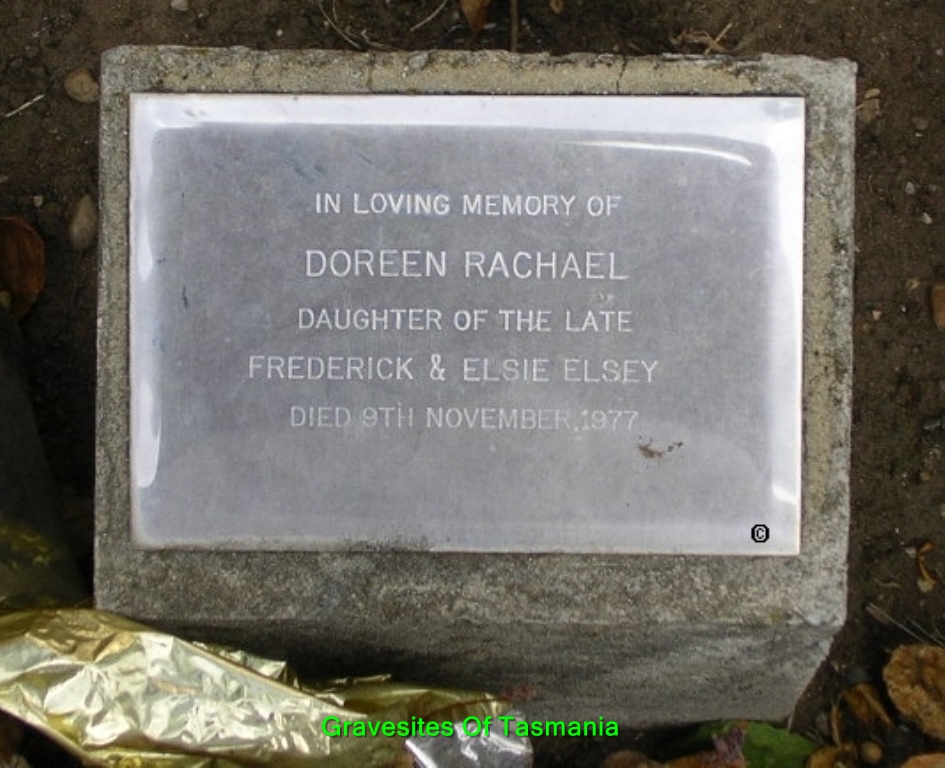 IN LOVING MEMORY OF
DOREEN RACHAEL
DAUGHTER OF THE LATE
FREDERICK & ELSIE ELSEY
DIED 9TH NOVEMBER, 1977
©
Gravesites Of Tasmania